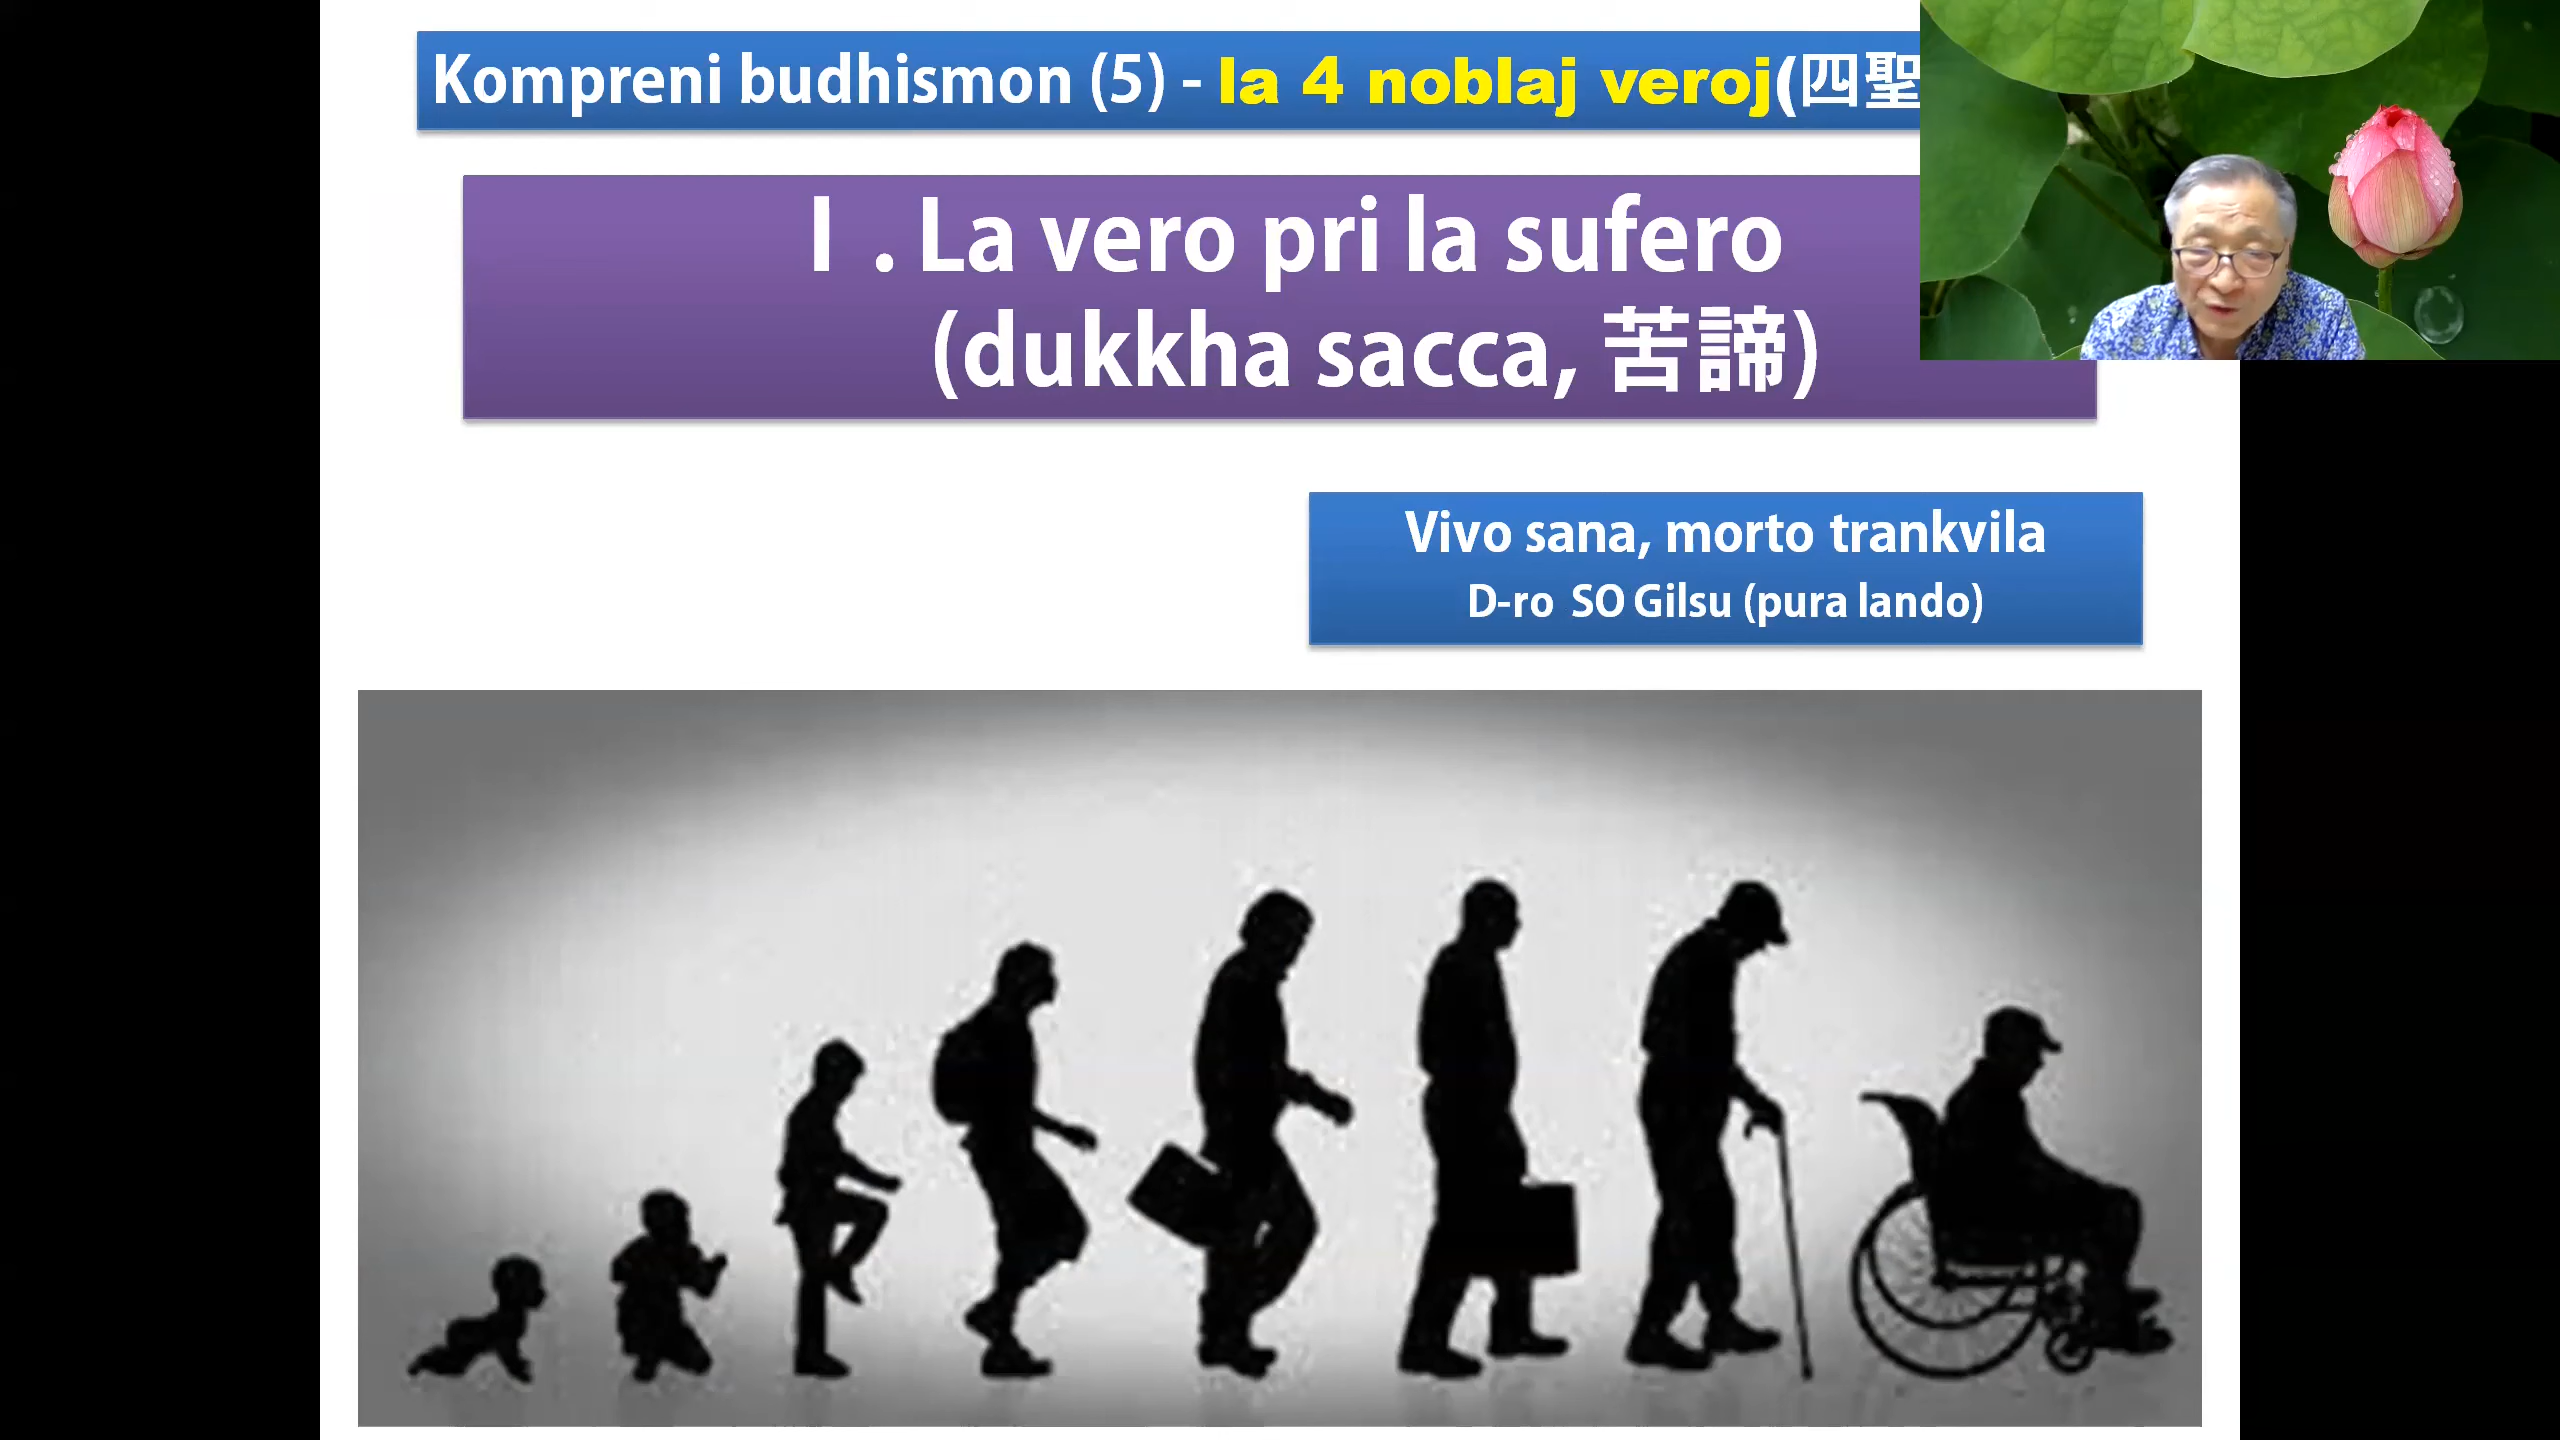 Kompreni budhismon (5) - la 4 noblaj veroj(四聖
Ⅰ. La vero pri la sufero
(dukkha sacca, 苦諦)
Vivo sana, morto trankvila
D-ro SO Gilsu (pura lando)